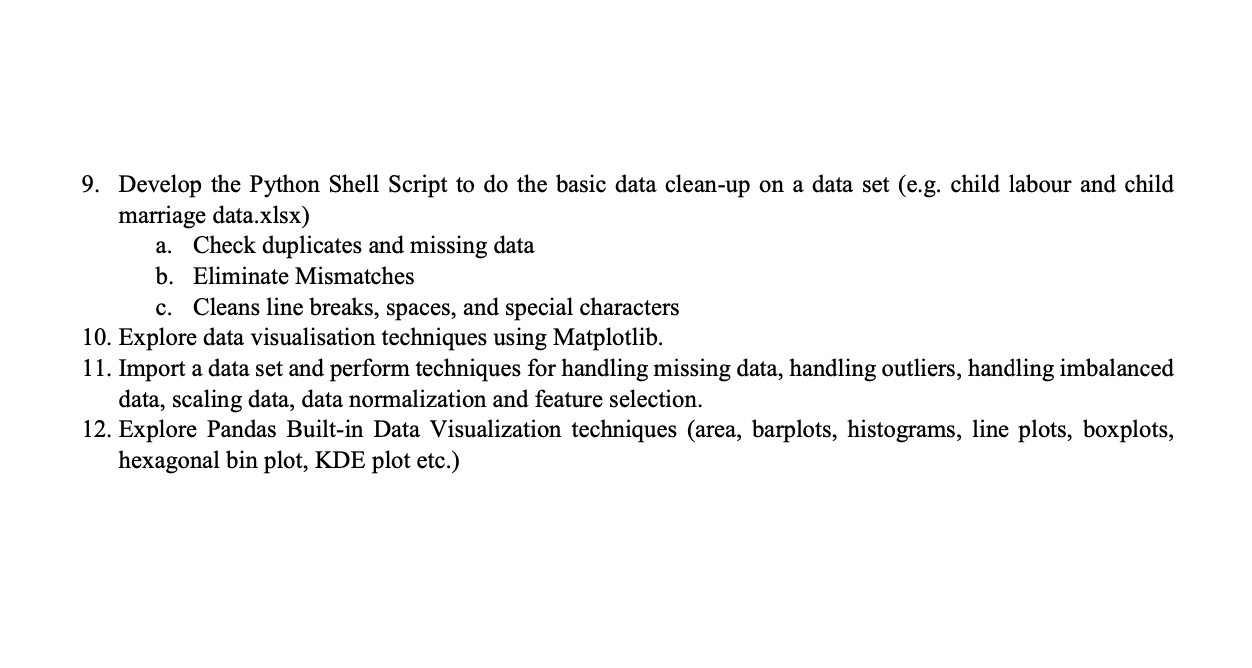 9. Develop the Python Shell Script to do the basic data clean-up on a data set (e.g. child labour and child
marriage data.xlsx)
a. Check duplicates and missing data
b. Eliminate Mismatches
c. Cleans line breaks, spaces, and special characters
10. Explore data visualisation techniques using Matplotlib.
11. Import a data set and perform techniques for handling missing data, handling outliers, handling imbalanced
data, scaling data, data normalization and feature selection.
12. Explore Pandas Built-in Data Visualization techniques (area, barplots, histograms, line plots, boxplots,
hexagonal bin plot, KDE plot etc.)